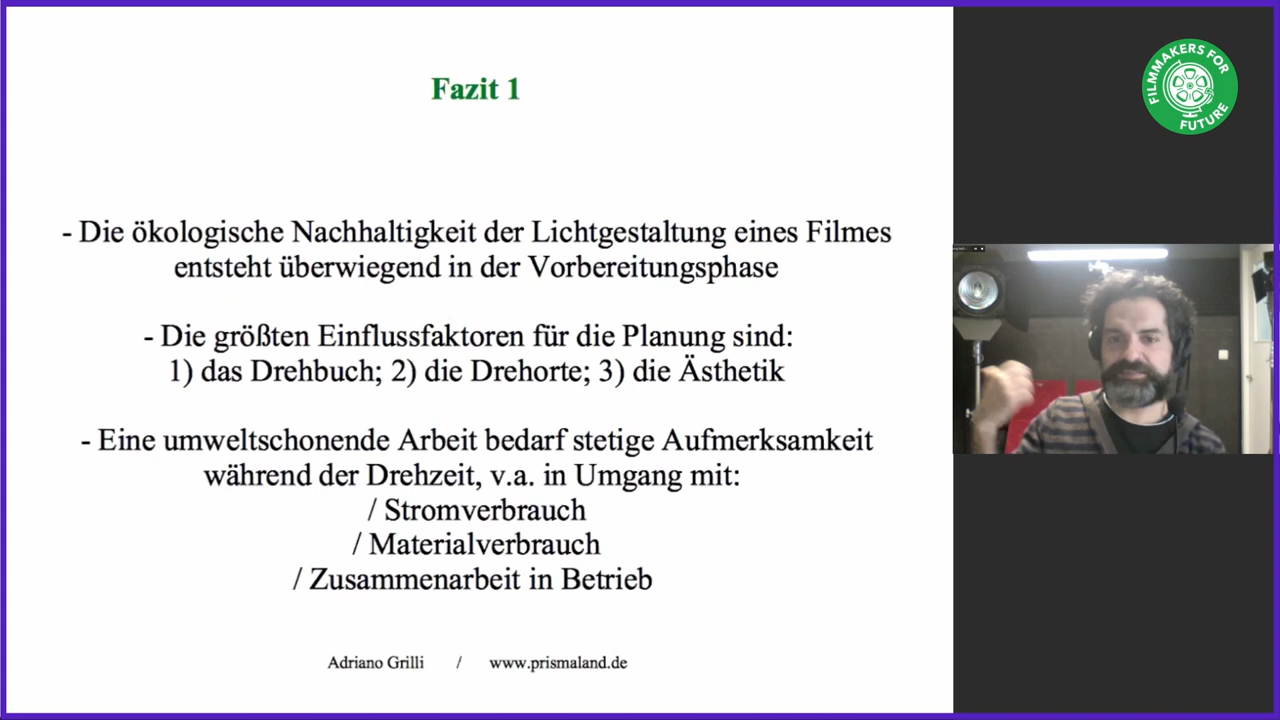 Fazit 1
- Die ökologische Nachhaltigkeit der Lichtgestaltung eines Filmes
entsteht überwiegend in der Vorbereitungsphase
- Die größten Einflussfaktoren für die Planung sind:
1) das Drehbuch; 2) die Drehorte; 3) die Ästhetik
- Eine umweltschonende Arbeit bedarf stetige Aufmerksamkeit
während der Drehzeit, v.a. in Umgang mit:
/ Stromverbrauch
/ Materialverbrauch
/ Zusammenarbeit in Betrieb
Adriano Grilli / www.prismaland.de
FILMMAKERS FOR
FUTURE